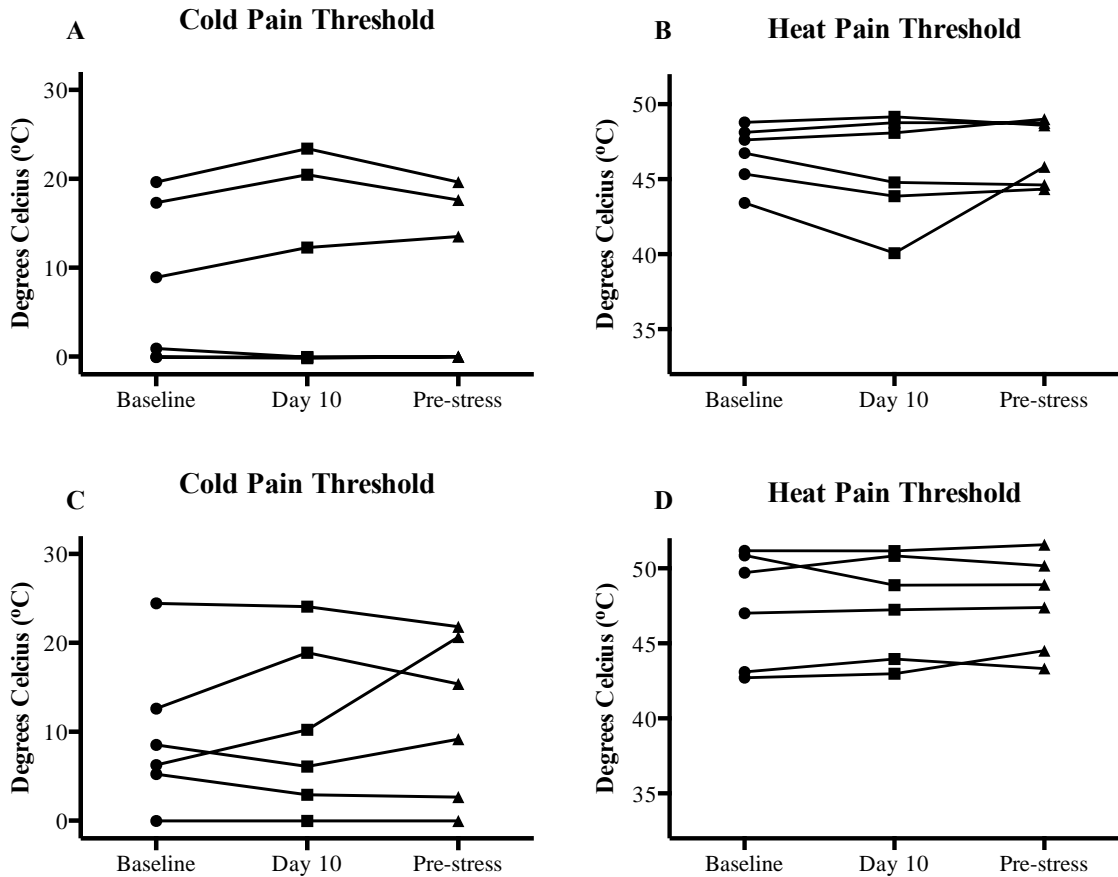 A
Cold Pain Threshold
Degrees Celcius (ºC)
30
20
10
0
Baseline
Day 10
Pre-stress
B
Heat Pain Threshold
Degrees Celcius (ºC)
50
45
40
35
Baseline
Day 10
Pre-stress
C
Cold Pain Threshold
Degrees Celcius (ºC)
30
20
10
0
Baseline
Day 10
Pre-stress
D
Heat Pain Threshold
Degrees Celcius (ºC)
50
45
40
35
Baseline
Day 10
Pre-stress